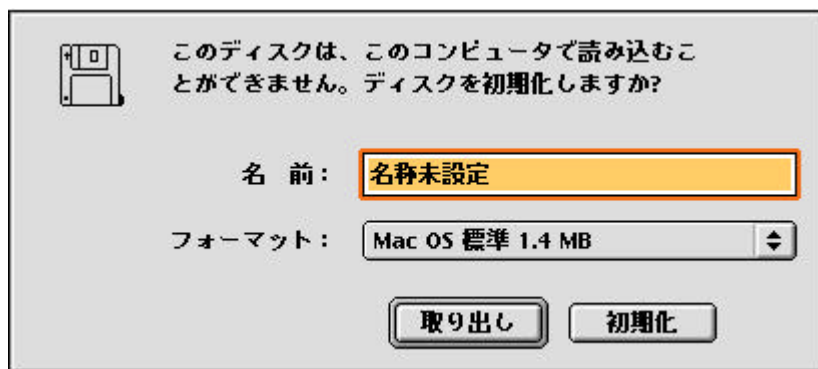 このディスクは、このコンピュータで読み込むこ
とができません。ディスクを初期化しますか?
名 前： 名称未設定
フォーマット： Mac OS 標準 1.4 MB
取り出し 初期化